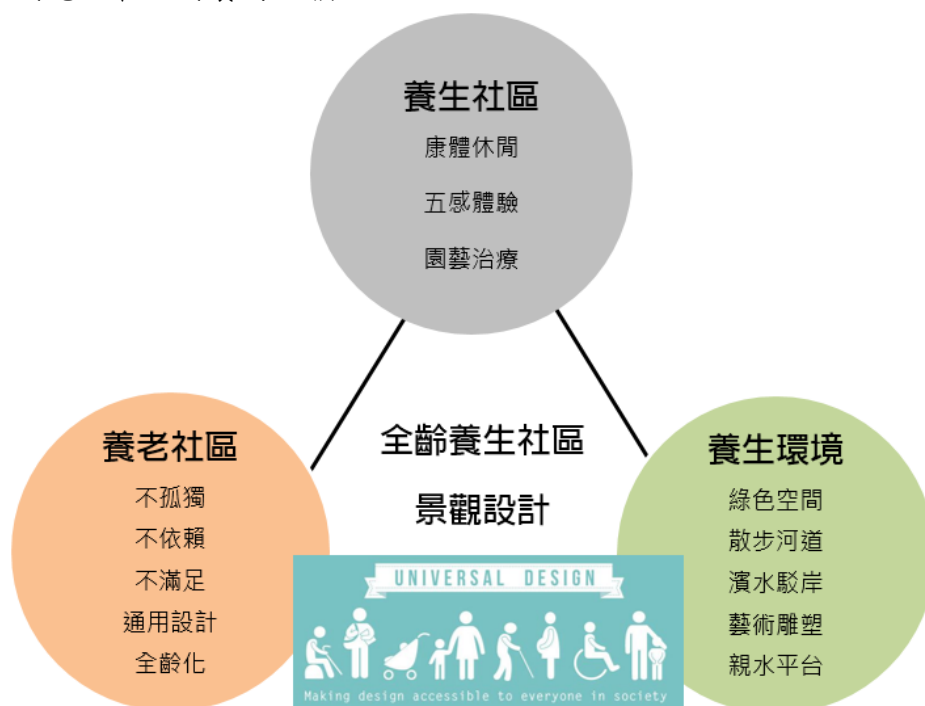 養生社區
康體休閒
五感體驗
園藝治療
全齡養生社區
景觀設計
養老社區
不孤獨
不依賴
不滿足
通用設計
全齡化
養生環境
綠色空間
散步河道
濱水駁岸
藝術雕塑
親水平台
UNIVERSAL DESIGN
Making design accessible to everyone in society